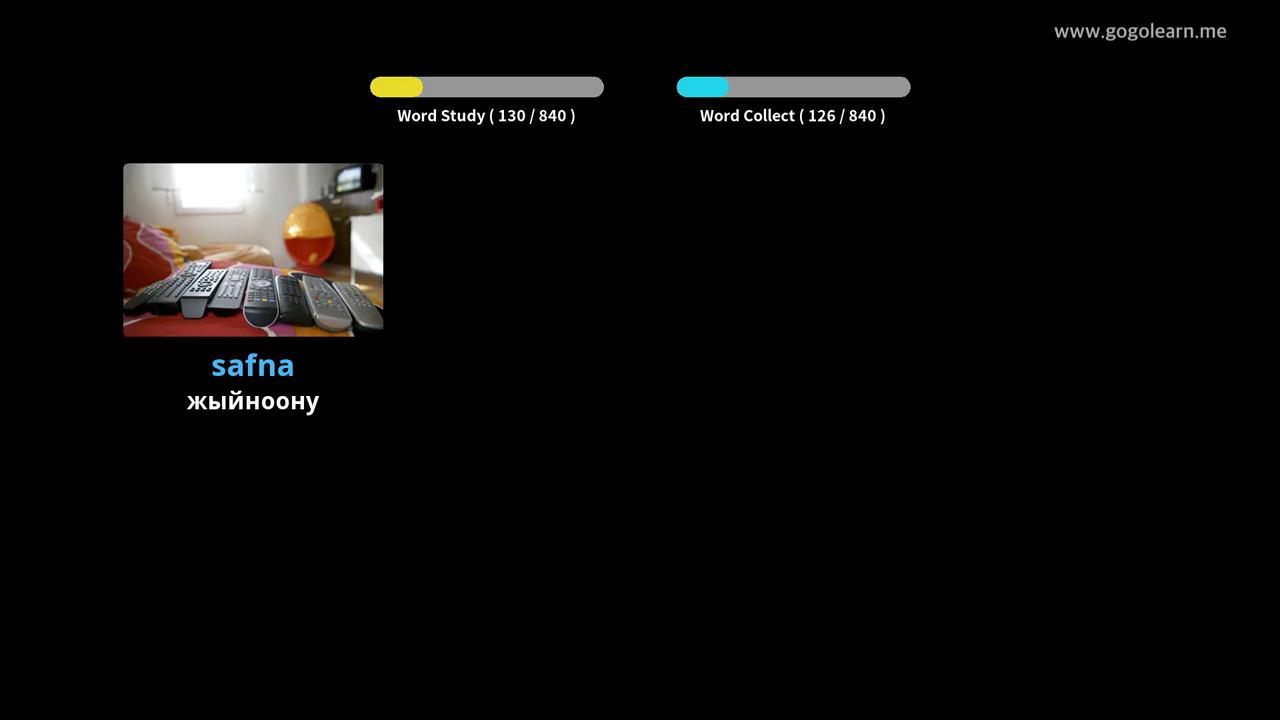 www.gogolearn.me
Word Study ( 130 / 840 )
Word Collect ( 126 / 840 )
safna
жыйноону